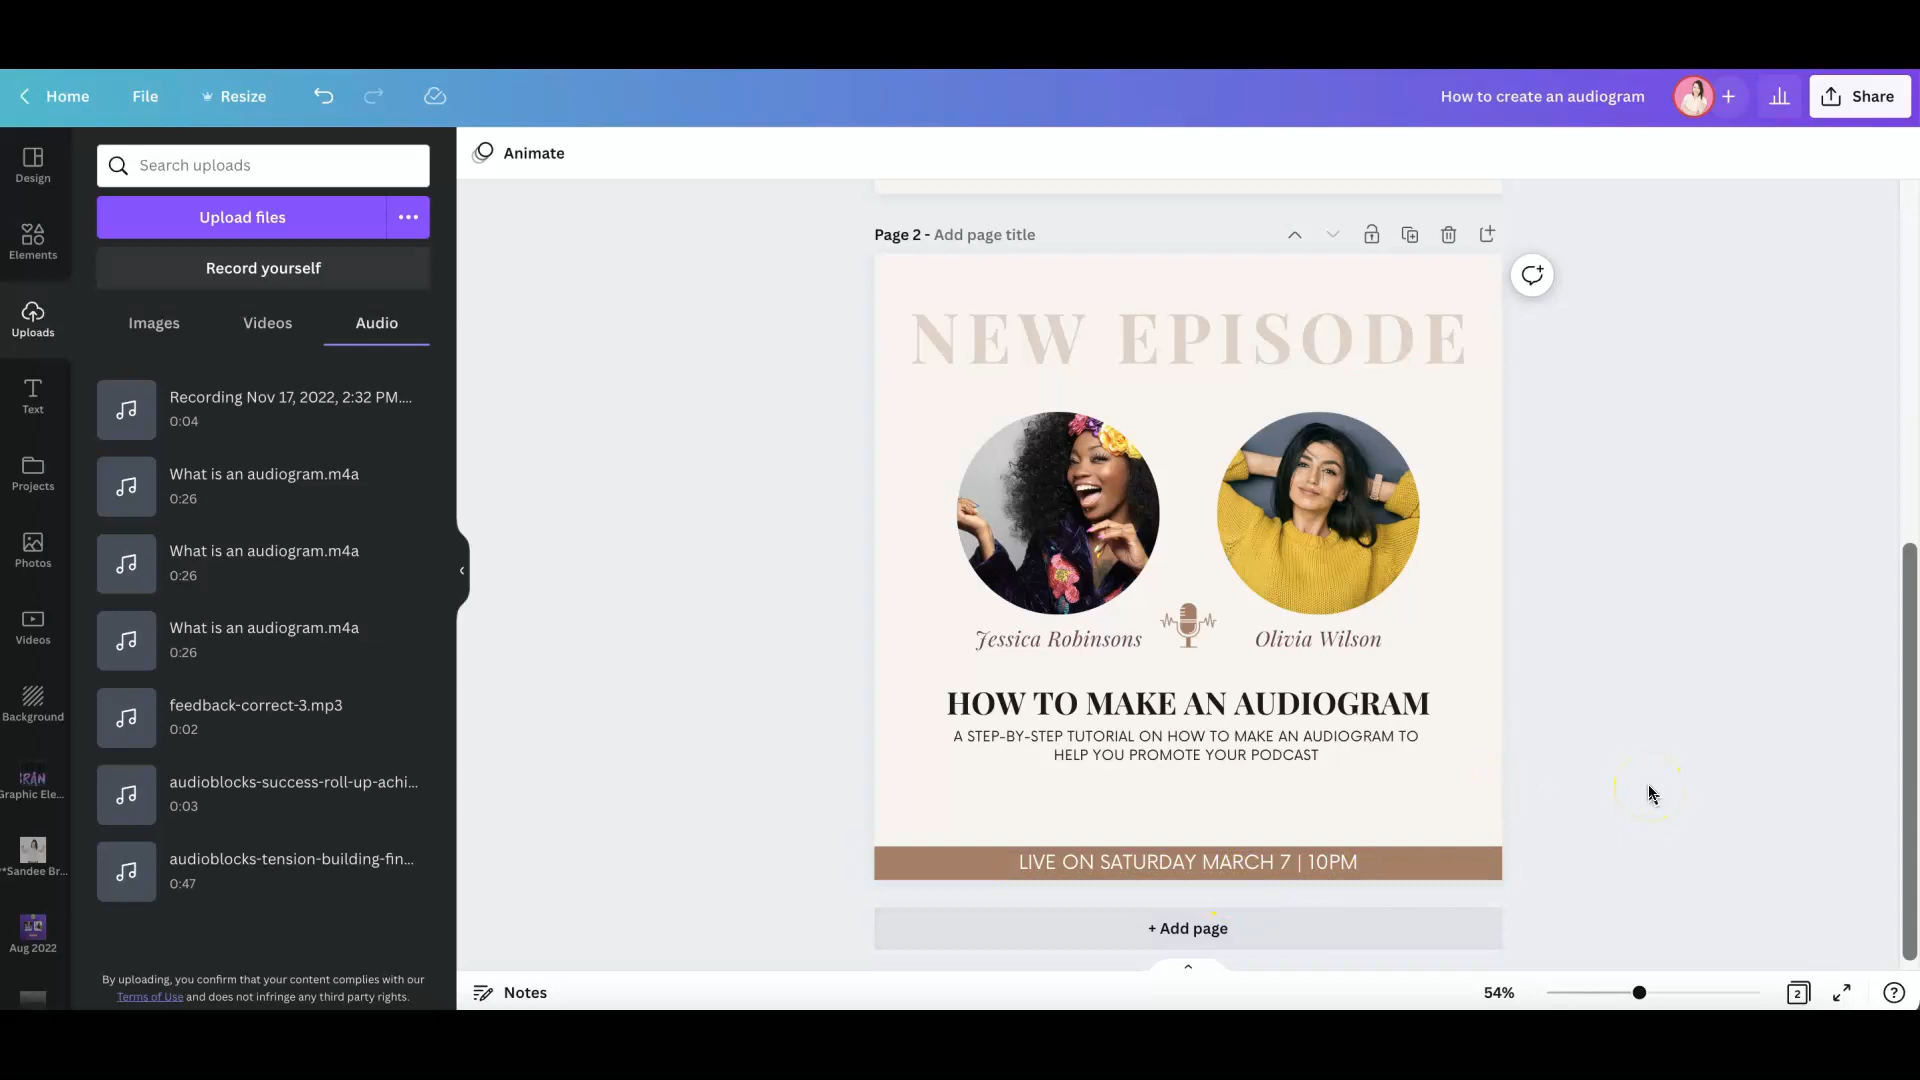 Home
File
Resize
How to create an audiogram
Share
Design
Elements
Uploads
Text
Projects
Photos
Videos
Background
Graphic Ele...
**Sandee Br...
Aug 2022
Search uploads
Upload files
Record yourself
Images
Videos
Audio
Recording Nov 17, 2022, 2:32 PM....
0:04
What is an audiogram.m4a
0:26
What is an audiogram.m4a
0:26
What is an audiogram.m4a
0:26
feedback-correct-3.mp3
0:02
audioblocks-success-roll-up-achi...
0:03
audioblocks-tension-building-fin...
0:47
By uploading, you confirm that your content complies with our
Terms of Use and does not infringe any third party rights.
Animate
Page 2 - Add page title
NEW EPISODE
Jessica Robinsons
Olivia Wilson
HOW TO MAKE AN AUDIOGRAM
A STEP-BY-STEP TUTORIAL ON HOW TO MAKE AN AUDIOGRAM TO
HELP YOU PROMOTE YOUR PODCAST
LIVE ON SATURDAY MARCH 7 | 10PM
+ Add page
Notes
54%
2